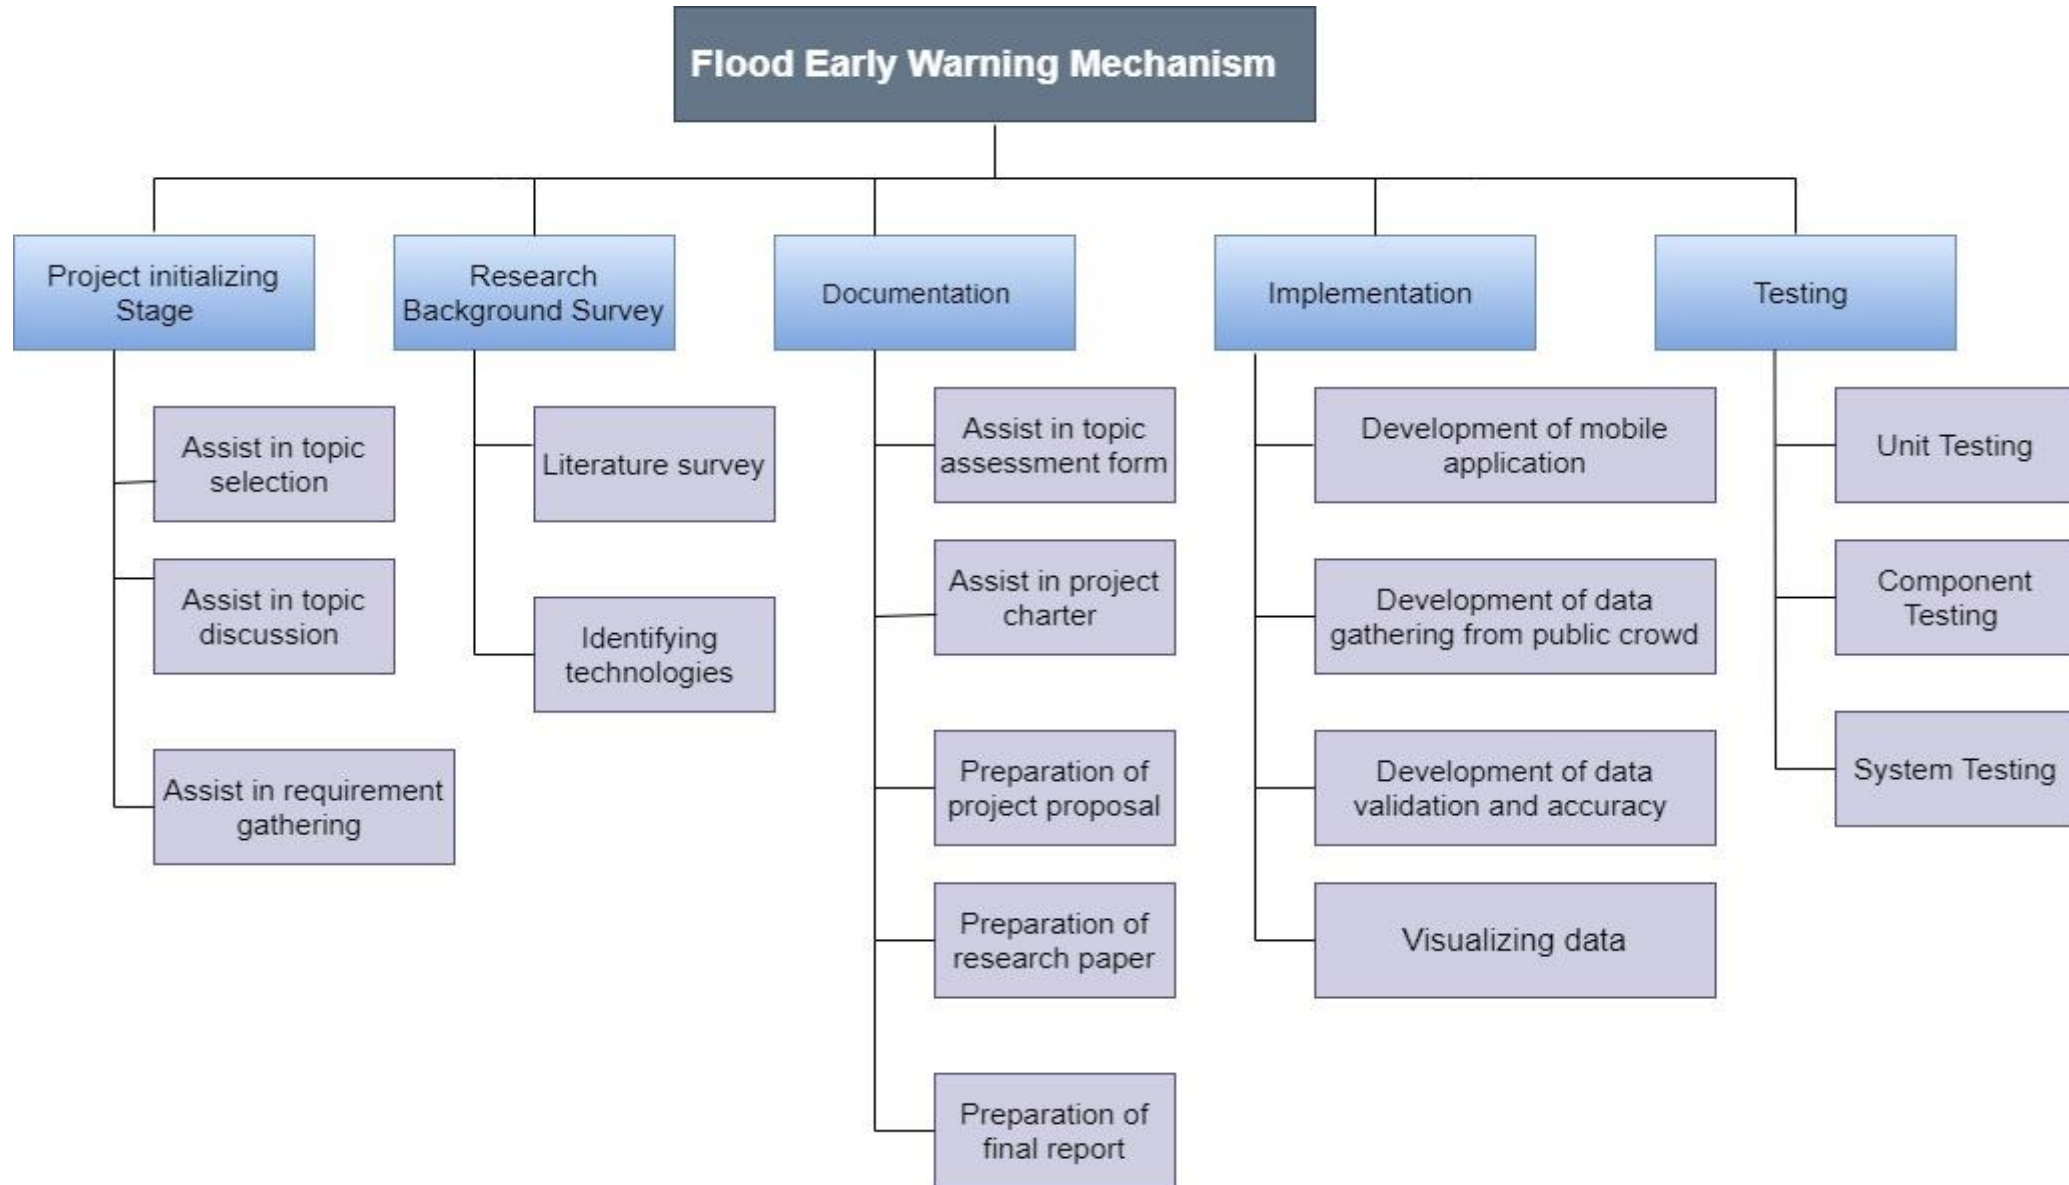 Flood Early Warning Mechanism
Project initializing
Stage
Research
Background Survey
Documentation
Implementation
Testing
Assist in topic
selection
Assist in topic
discussion
Assist in requirement
gathering
Literature survey
Identifying
technologies
Assist in topic
assessment form
Assist in project
charter
Preparation of
project proposal
Preparation of
research paper
Preparation of
final report
Development of mobile
application
Development of data
gathering from public crowd
Development of data
validation and accuracy
Visualizing data
Unit Testing
Component
Testing
System Testing